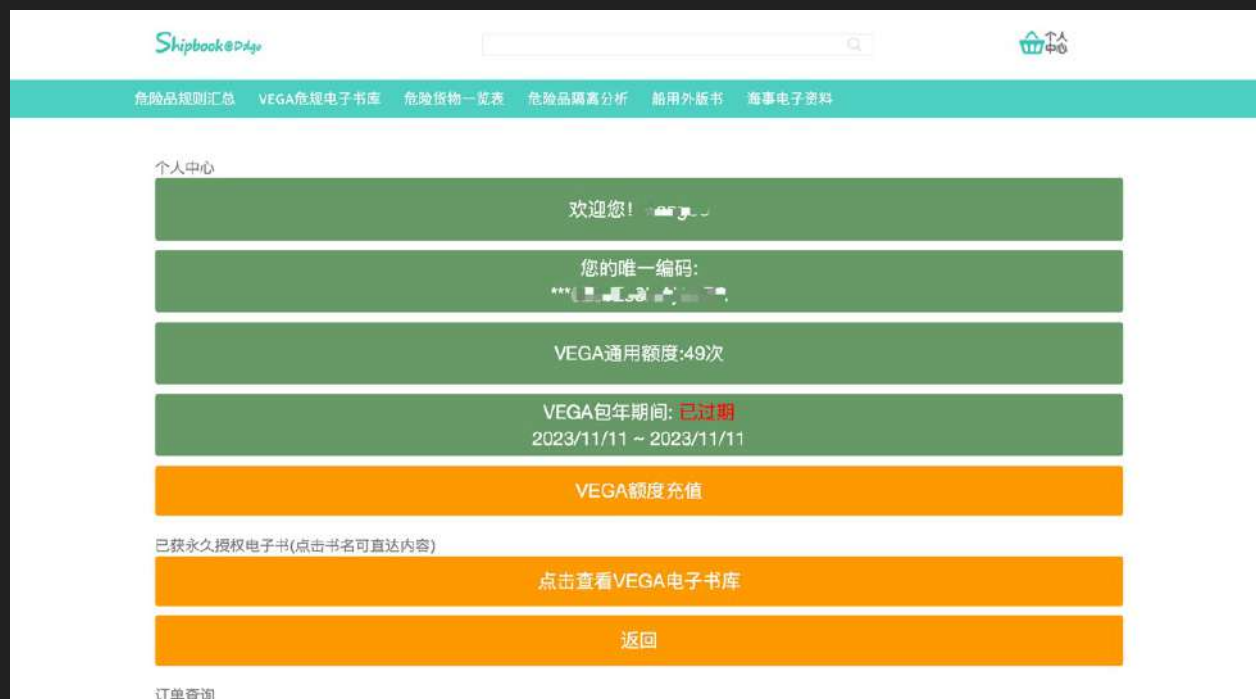 Shipbook@Ddgo
个人
中心
危险品规则汇总 VEGA危规电子书库 危险货物一览表 危险品隔离分析 船用外版书 海事电子资料
个人中心
欢迎您!
您的唯一编码:
***
VEGA通用额度:49次
VEGA包年期间: 已过期
2023/11/11 ~ 2023/11/11
VEGA额度充值
已获永久授权电子书(点击书名可直达内容)
点击查看VEGA电子书库
返回
订单查询